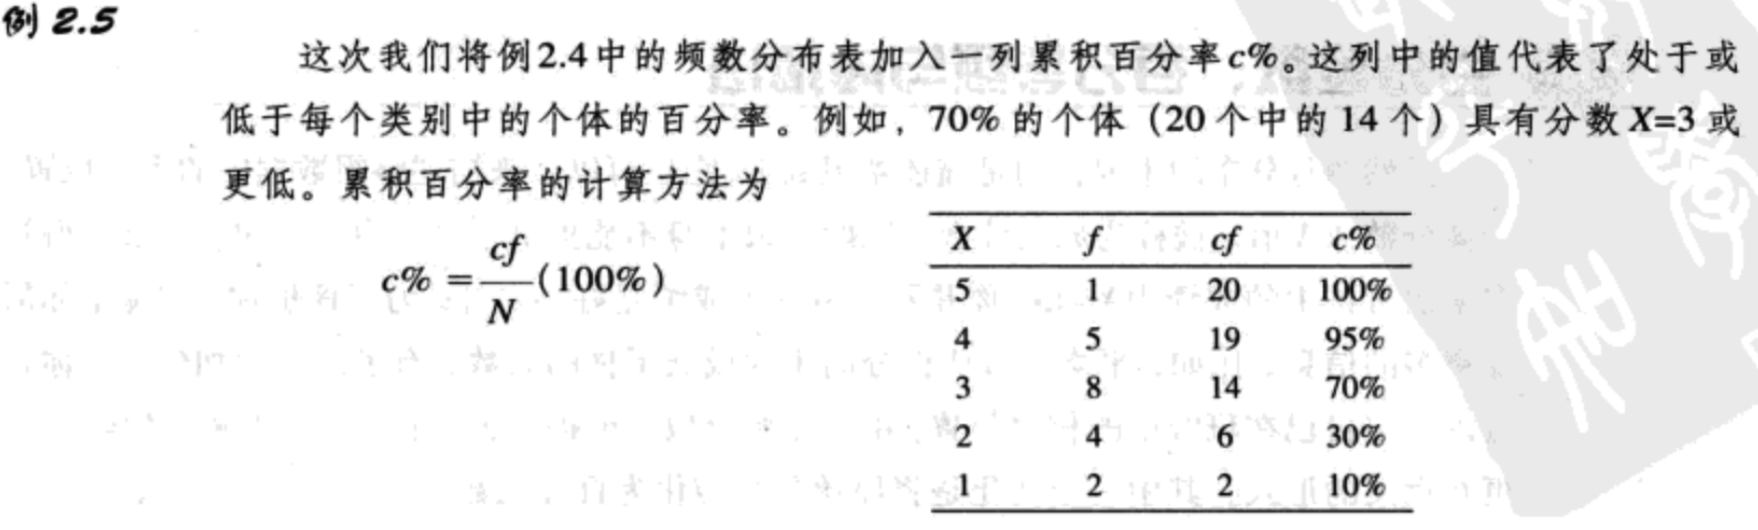 例 2.5
这次我们将例2.4中的频数分布表加入一列累积百分率c%。这列中的值代表了处于或
低于每个类别中的个体的百分率。例如，70% 的个体（20 个中的 14 个）具有分数 X=3 或
更低。累积百分率的计算方法为
c% = cf/N (100%)
X f cf c%
5 1 20 100%
4 5 19 95%
3 8 14 70%
2 4 6 30%
1 2 2 10%